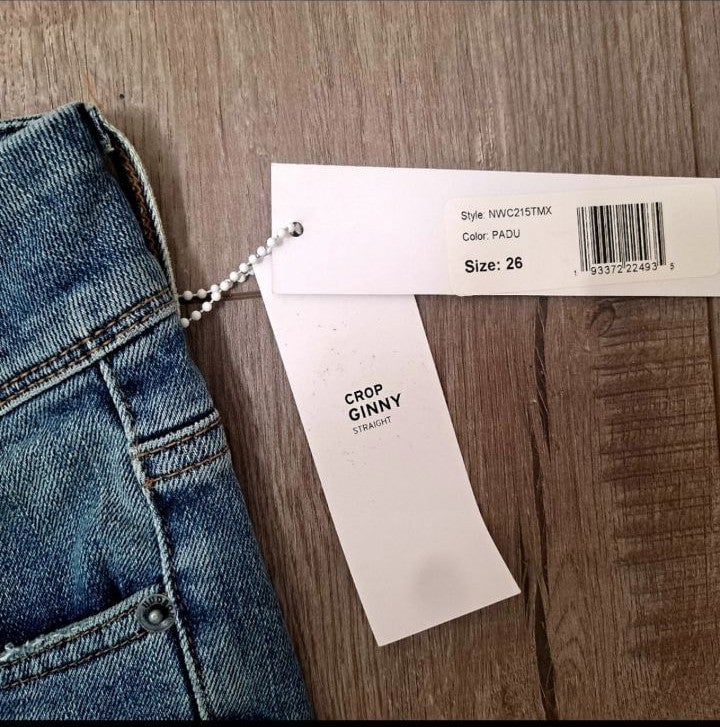 Style: NWC215TMX
Color: PADU
Size: 26
1 93372 22493 5
CROP
GINNY
STRAIGHT